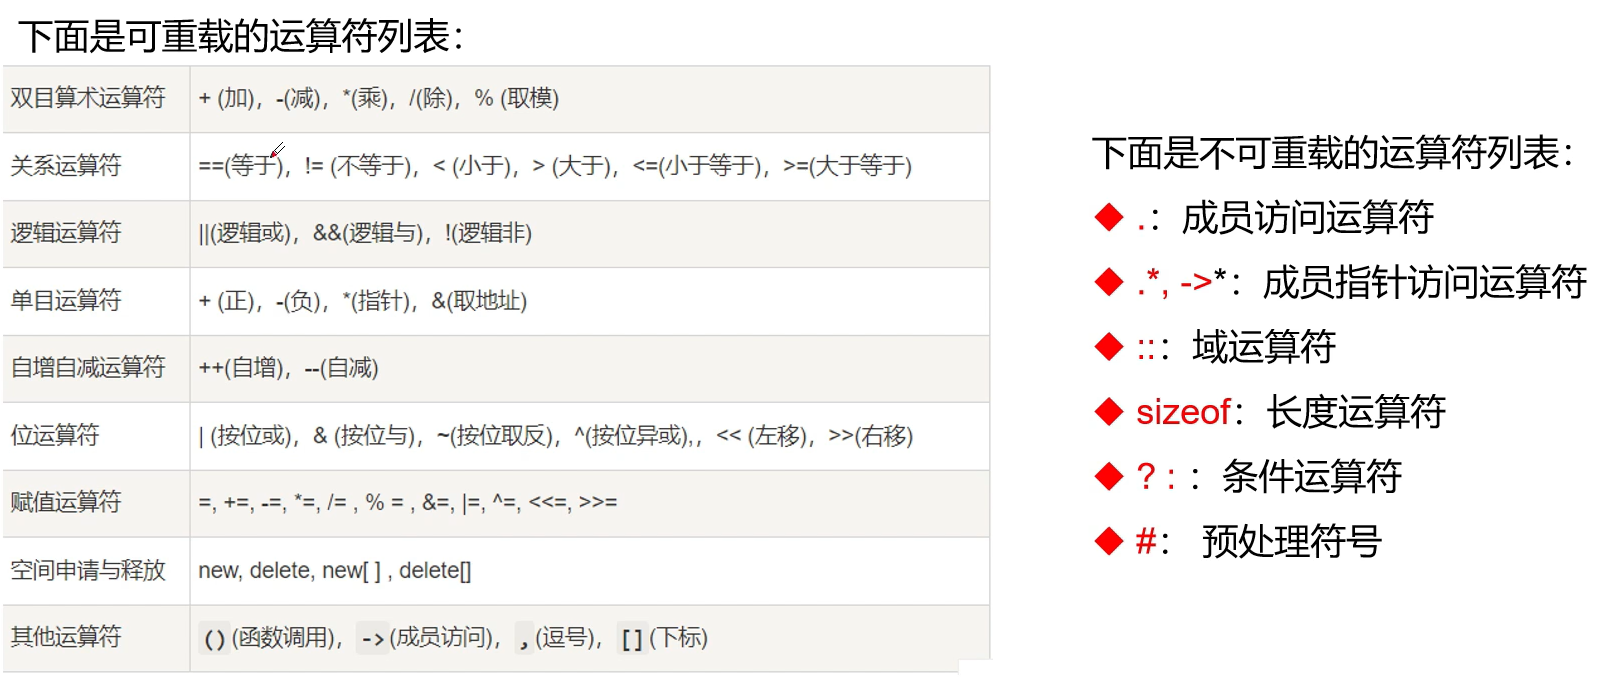 下面是可重载的运算符列表：
双目算术运算符 + (加)，-(减)，*(乘)，/(除)，% (取模)
关系运算符 ==(等于)，!= (不等于)，< (小于)，> (大于)，<=(小于等于)，>=(大于等于)
逻辑运算符 ||(逻辑或)，&&(逻辑与)，!(逻辑非)
单目运算符 + (正)，-(负)，*(指针)，&(取地址)
自增自减运算符 ++(自增)，--(自减)
位运算符 | (按位或)，& (按位与)，~(按位取反)，^(按位异或),，<< (左移)，>>(右移)
赋值运算符 =, +=, -=, *=, /= , % = , &=, |=, ^=, <<=, >>=
空间申请与释放 new, delete, new[ ] , delete[]
其他运算符 ()(函数调用)，->(成员访问)，,(逗号)，[](下标)
下面是不可重载的运算符列表：
◆ .：成员访问运算符
◆ .*, ->*：成员指针访问运算符
◆ ::：域运算符
◆ sizeof：长度运算符
◆ ? : ：条件运算符
◆ #： 预处理符号